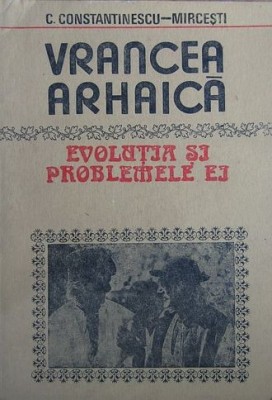 C. CONSTANTINESCU—MIRCEȘTI
VRANCEA
ARHAICĂ
EVOLUȚIA ȘI
PROBLEMELE EI